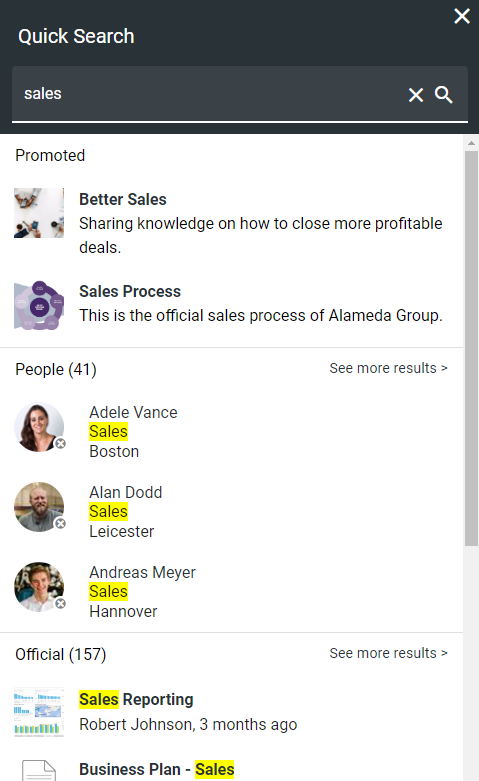 Quick Search
sales
Promoted
Better Sales
Sharing knowledge on how to close more profitable
deals.
Sales Process
This is the official sales process of Alameda Group.
People (41)
See more results >
Adele Vance
Sales
Boston
Alan Dodd
Sales
Leicester
Andreas Meyer
Sales
Hannover
Official (157)
See more results >
Sales Reporting
Robert Johnson, 3 months ago
Business Plan - Sales